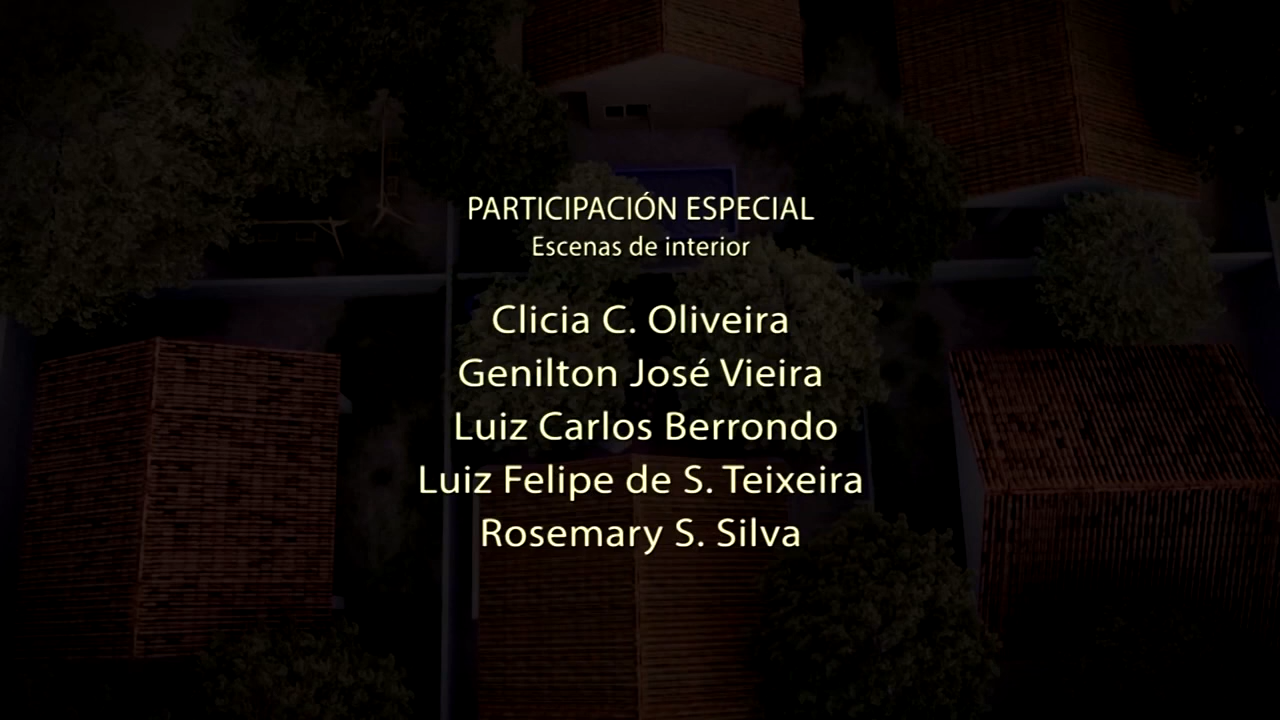 PARTICIPACIÓN ESPECIAL
Escenas de interior
Clicia C. Oliveira
Genilton José Vieira
Luiz Carlos Berrondo
Luiz Felipe de S. Teixeira
Rosemary S. Silva